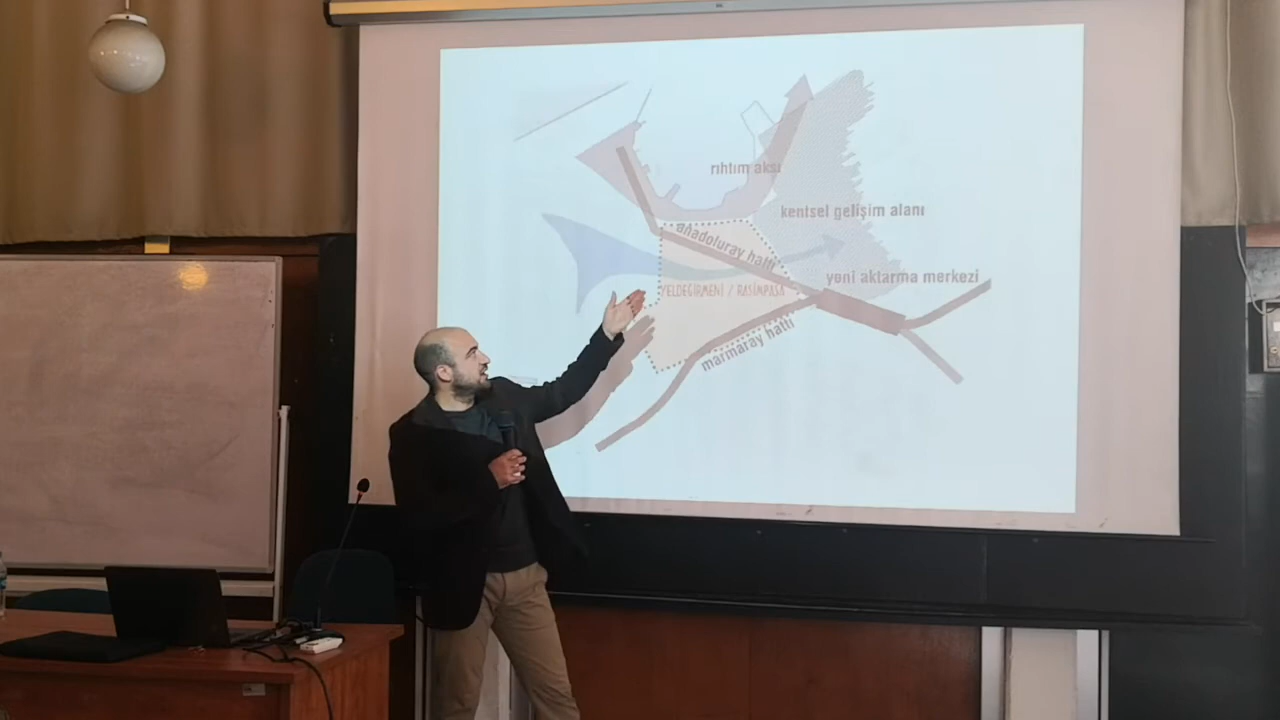 rıhtım aksı
kentsel gelişim alanı
anadoluray hattı
yeni aktarma merkezi
YELDEĞİRMENİ / RASİMPAŞA
marmaray hattı